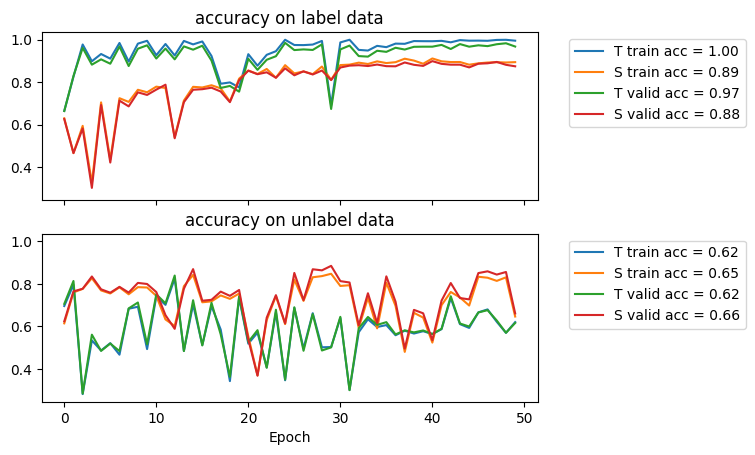 accuracy on label data
1.0
0.8
0.6
0.4
T train acc = 1.00
S train acc = 0.89
T valid acc = 0.97
S valid acc = 0.88
accuracy on unlabel data
1.0
0.8
0.6
0.4
T train acc = 0.62
S train acc = 0.65
T valid acc = 0.62
S valid acc = 0.66
0 10 20 30 40 50
Epoch